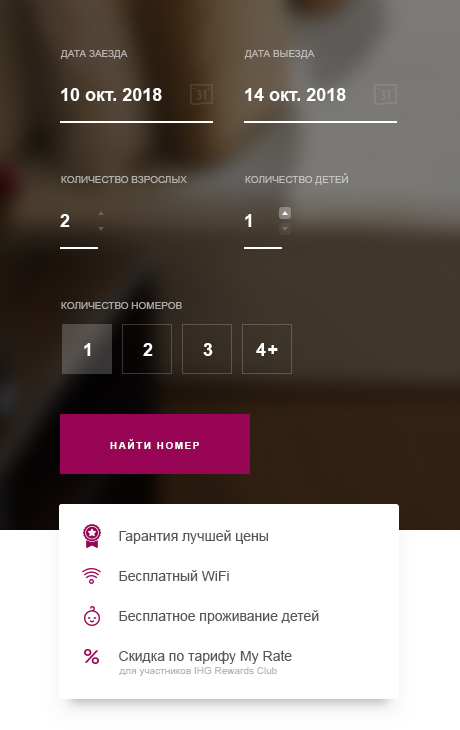 ДАТА ЗАЕЗДА ДАТА ВЫЕЗДА
10 окт. 2018 31 14 окт. 2018 31
КОЛИЧЕСТВО ВЗРОСЛЫХ КОЛИЧЕСТВО ДЕТЕЙ
2 1
КОЛИЧЕСТВО НОМЕРОВ
1 2 3 4+
НАЙТИ НОМЕР
Гарантия лучшей цены
Бесплатный WiFi
Бесплатное проживание детей
Скидка по тарифу My Rate
для участников IHG Rewards Club